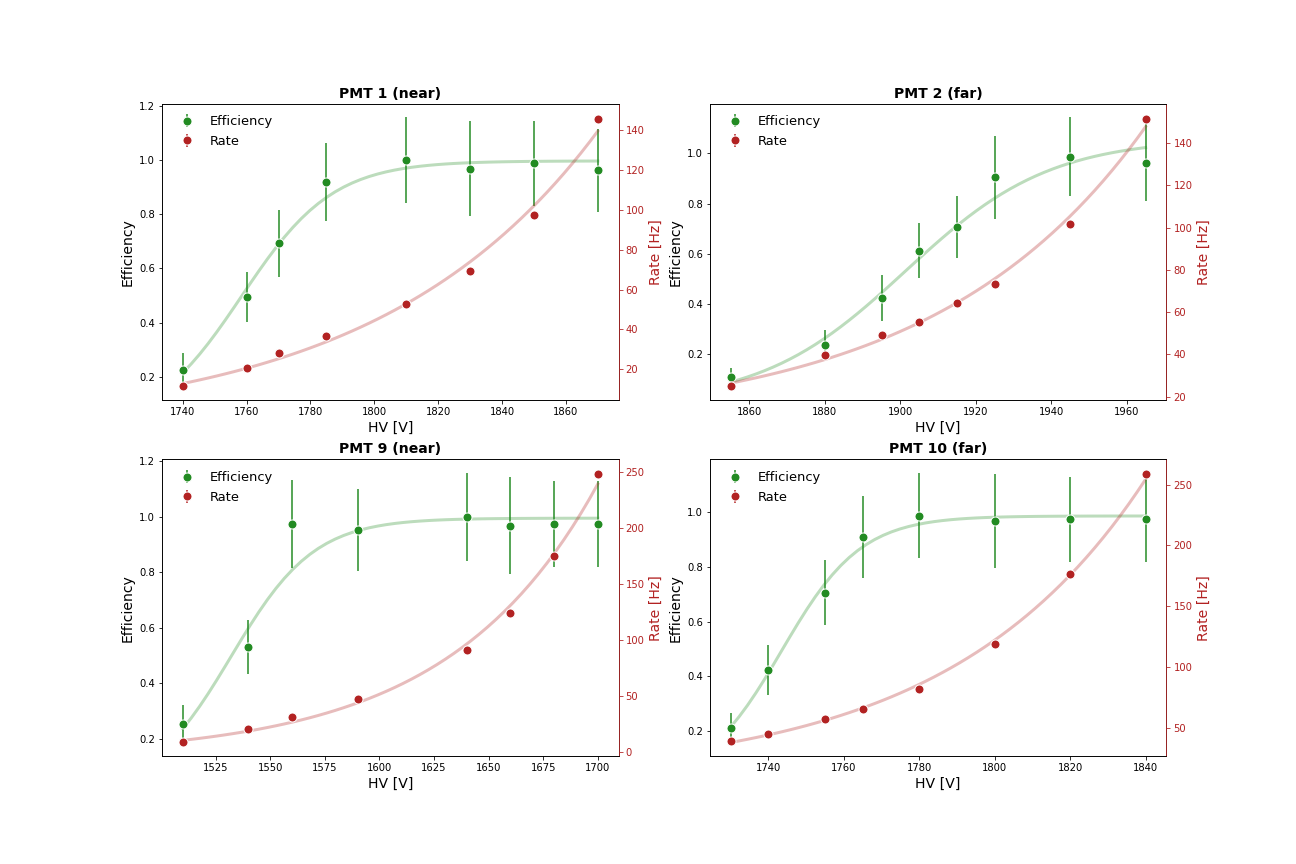 PMT 1 (near)
Efficiency
Rate
1.2
1.0
0.8
0.6
0.4
0.2
Efficiency
140
120
100
80
60
40
20
Rate [Hz]
1740 1760 1780 1800 1820 1840 1860
HV [V]
PMT 2 (far)
Efficiency
Rate
1.0
0.8
0.6
0.4
0.2
Efficiency
140
120
100
80
60
40
20
Rate [Hz]
1860 1880 1900 1920 1940 1960
HV [V]
PMT 9 (near)
Efficiency
Rate
1.2
1.0
0.8
0.6
0.4
0.2
Efficiency
250
200
150
100
50
0
Rate [Hz]
1525 1550 1575 1600 1625 1650 1675 1700
HV [V]
PMT 10 (far)
Efficiency
Rate
1.0
0.8
0.6
0.4
0.2
Efficiency
250
200
150
100
50
Rate [Hz]
1740 1760 1780 1800 1820 1840
HV [V]